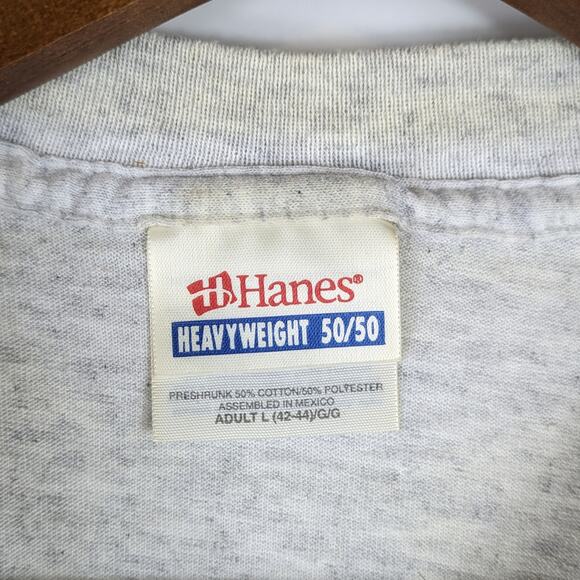 Hanes®
HEAVYWEIGHT 50/50
PRESHRUNK 50% COTTON/50% POLYESTER
ASSEMBLED IN MEXICO
ADULT L (42-44)/G/G